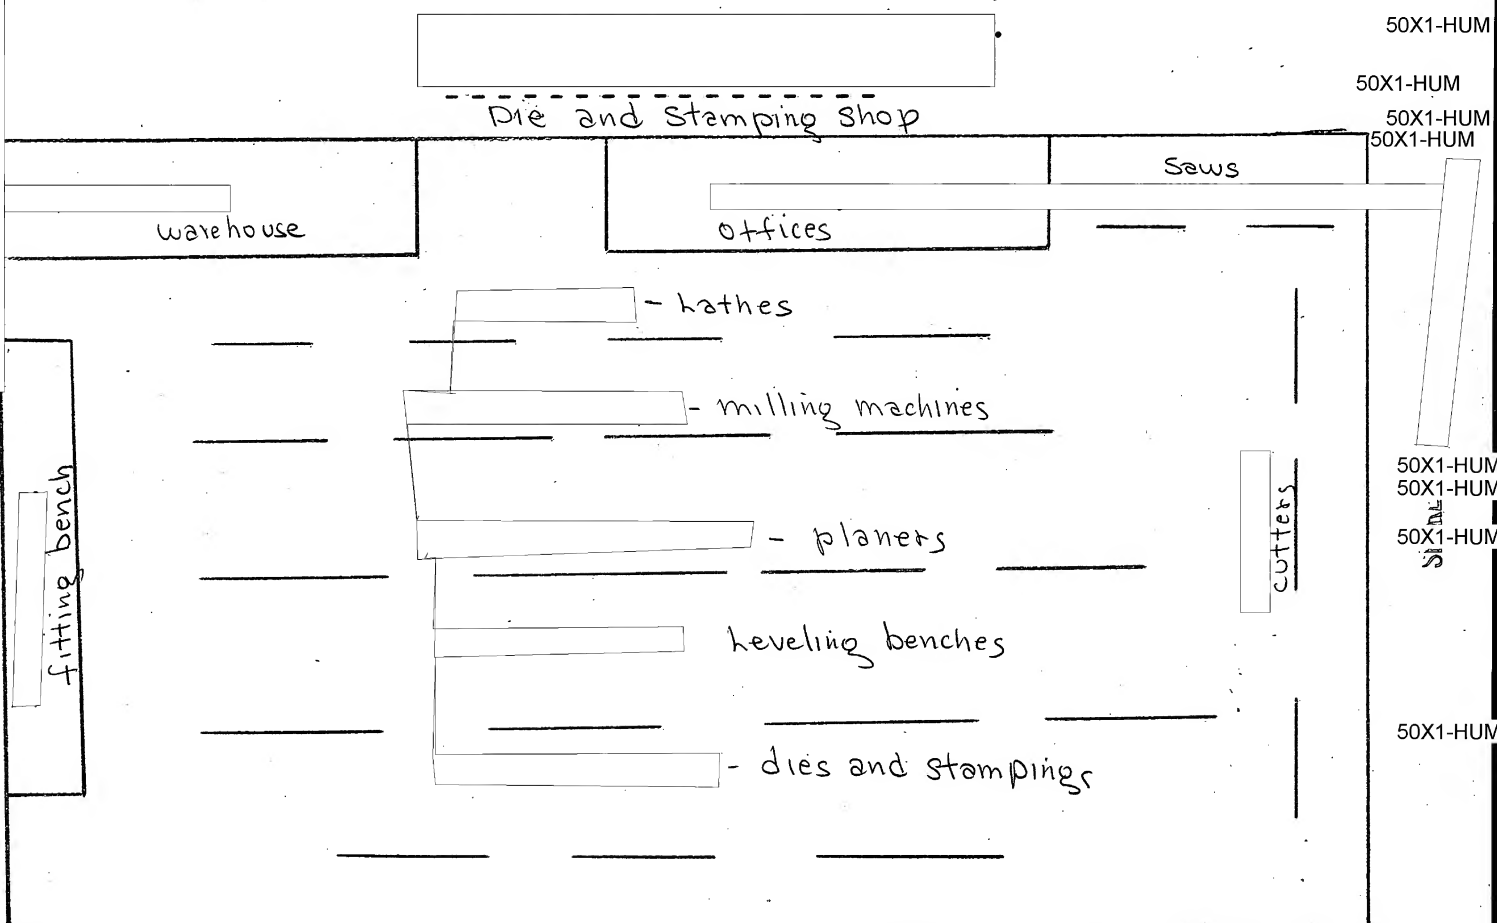 50X1-HUM
50X1-HUM
Die and Stamping Shop
50X1-HUM
50X1-HUM
Saws
warehouse
offices
- Lathes
- milling machines
50X1-HUM
50X1-HUM
fitting bench
cutters
- planers
50X1-HUM
Leveling benches
50X1-HUM
- dies and stampings